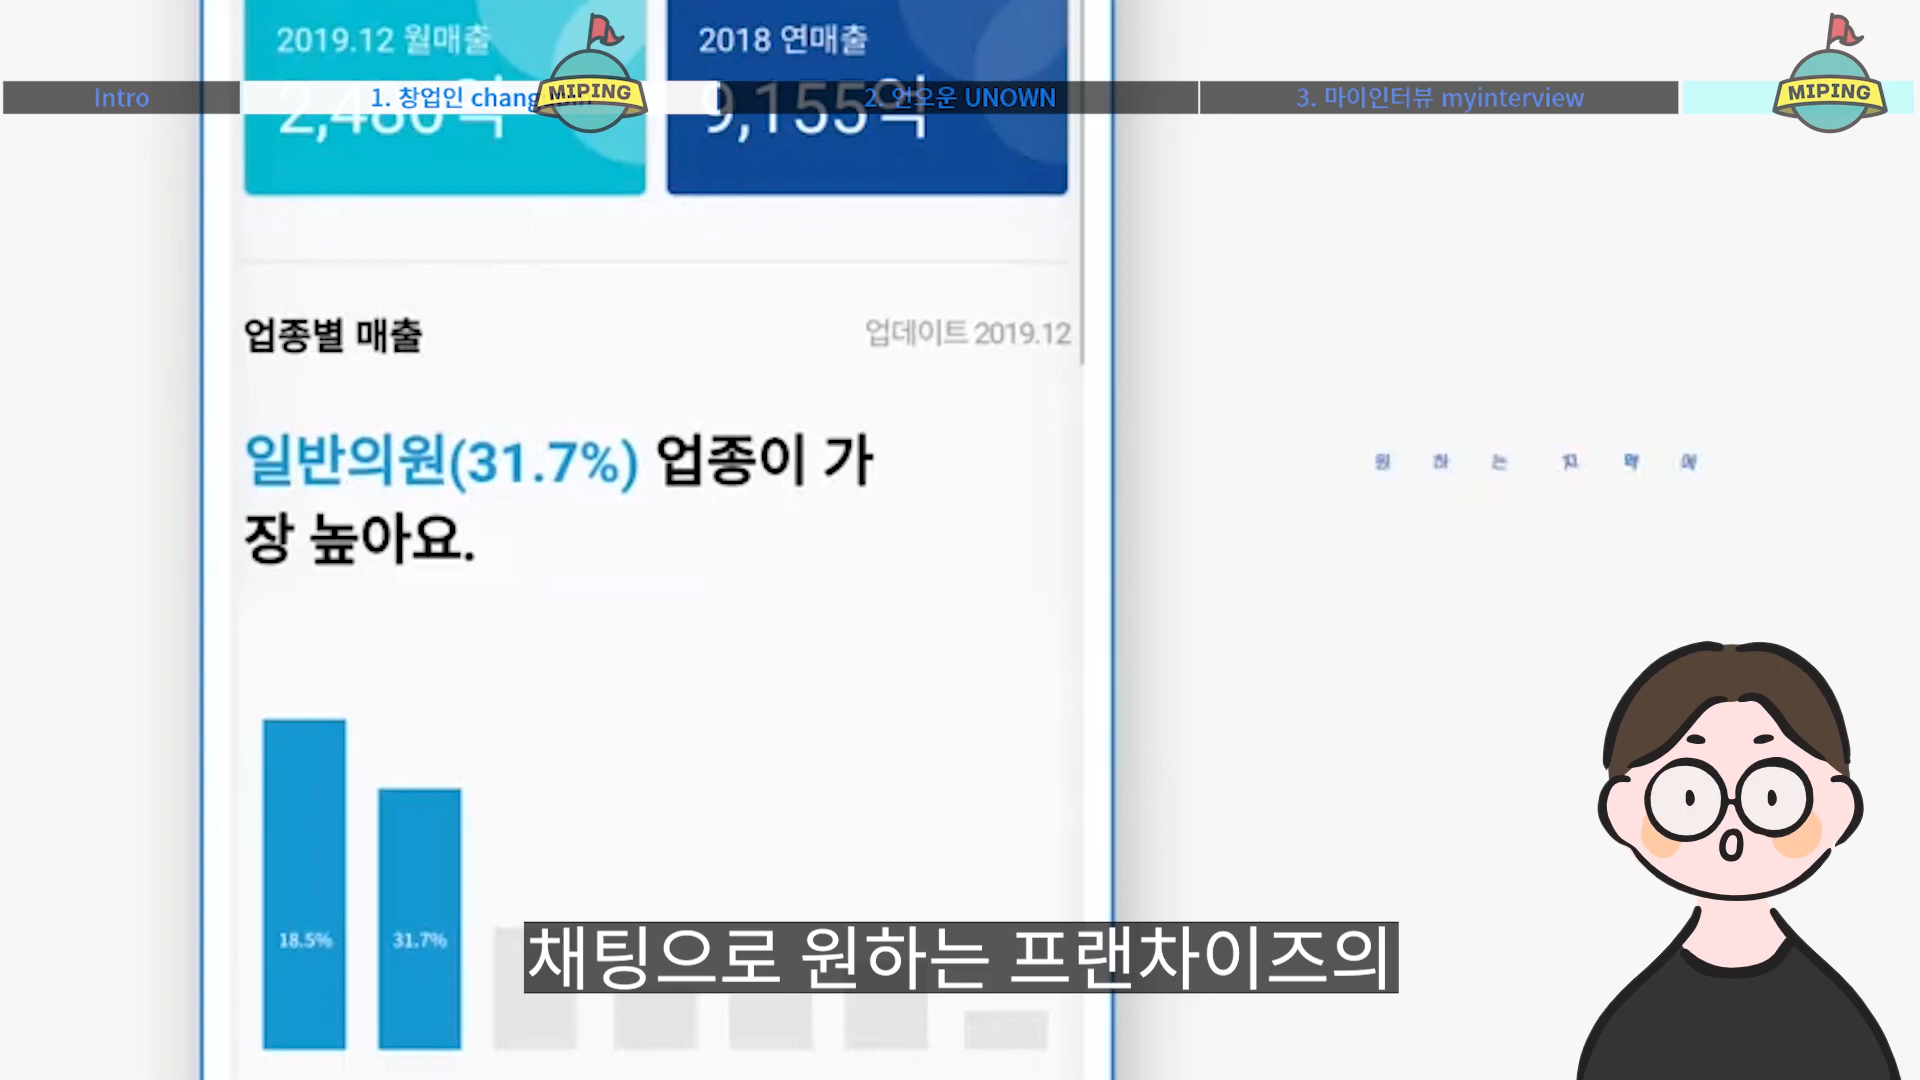 2019.12 월매출
2018 연매출
MIPING
MIPING
Intro
1. 창업인 chang
2. 언오운 UNOWN
3. 마이인터뷰 myinterview
9,155억
업종별 매출
업데이트 2019.12
일반의원(31.7%) 업종이 가
장 높아요.
원 하는
18.5%
31.7%
채팅으로 원하는 프랜차이즈의